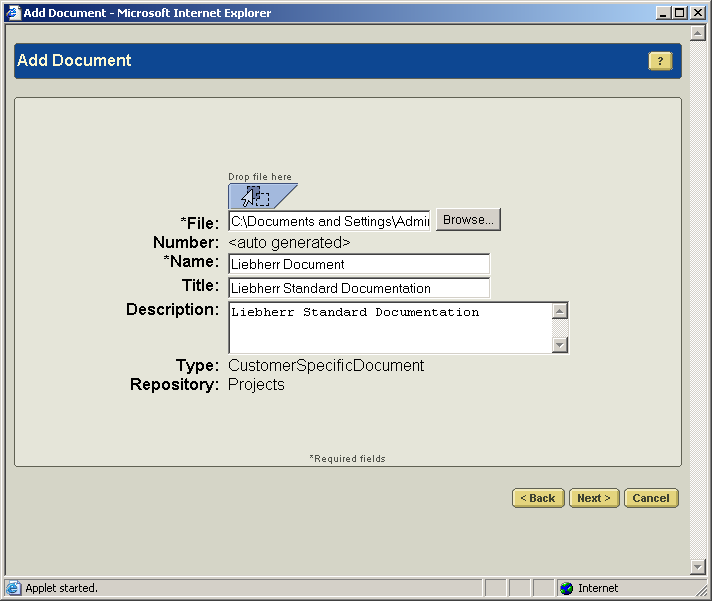 Add Document - Microsoft Internet Explorer
Add Document
?
Drop file here
*File: C:\Documents and Settings\Admin Browse...
Number: <auto generated>
*Name: Liebherr Document
Title: Liebherr Standard Documentation
Description: Liebherr Standard Documentation
Type: CustomerSpecificDocument
Repository: Projects
*Required fields
< Back Next > Cancel
Applet started. Internet